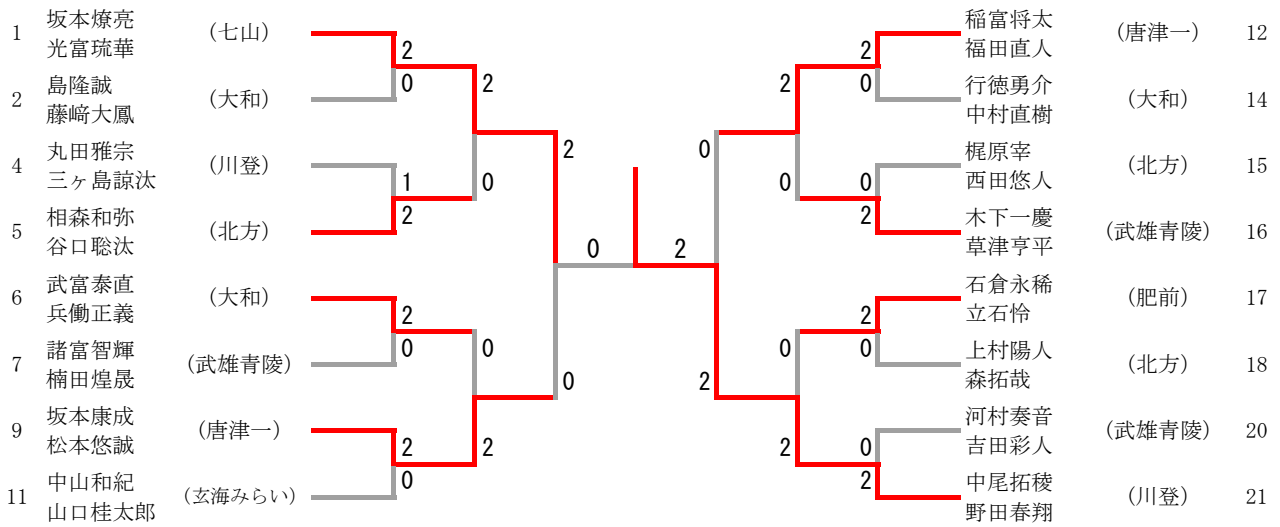 1 坂本燎亮 (七山)
光富琉華
2 島隆誠 (大和)
藤﨑大鳳
4 丸田雅宗 (川登)
三ヶ島諒汰
5 相森和弥 (北方)
谷口聡汰
6 武富泰直 (大和)
兵働正義
7 諸富智輝 (武雄青陵)
楠田煌晟
9 坂本康成 (唐津一)
松本悠誠
11 中山和紀 (玄海みらい)
山口桂太郎
2
0
1
2
2
0
2
0
2
0
0
2
2
0
0 2
0
2
2
0
0
2
2
0
0
2
2
0
0
2
稲富将太 (唐津一) 12
福田直人
行徳勇介 (大和) 14
中村直樹
梶原宰 (北方) 15
西田悠人
木下一慶 (武雄青陵) 16
草津亨平
石倉永稀 (肥前) 17
立石怜
上村陽人 (北方) 18
森拓哉
河村奏音 (武雄青陵) 20
吉田彩人
中尾拓稜 (川登) 21
野田春翔